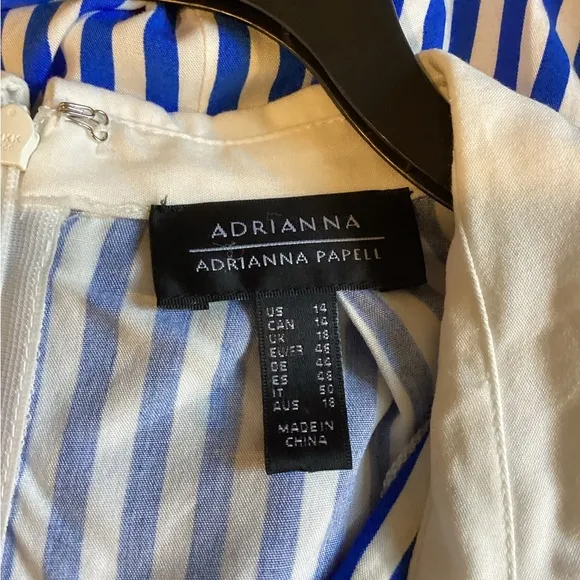 ADRIANNA
ADRIANNA PAPELL
US 14
CAN 14
UK 18
EU/FR 46
DE 44
ES 48
IT 50
AUS 18
MADE IN
CHINA